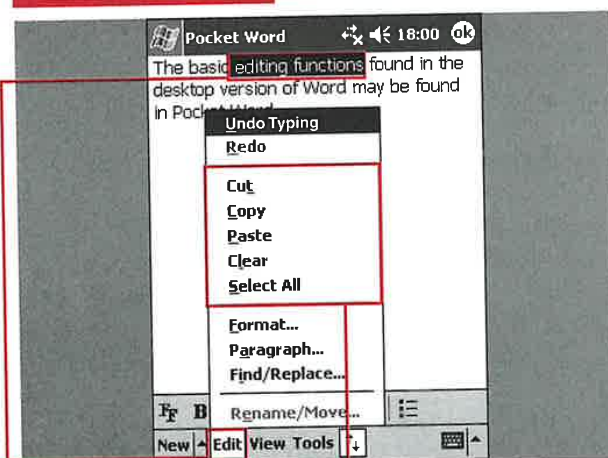 Pocket Word 18:00 ok
The basic editing functions found in the
desktop version of Word may be found
in Pocket Word
Undo Typing
Redo
Cut
Copy
Paste
Clear
Select All
Format...
Paragraph...
Find/Replace...
Rename/Move...
FF B
New Edit View Tools